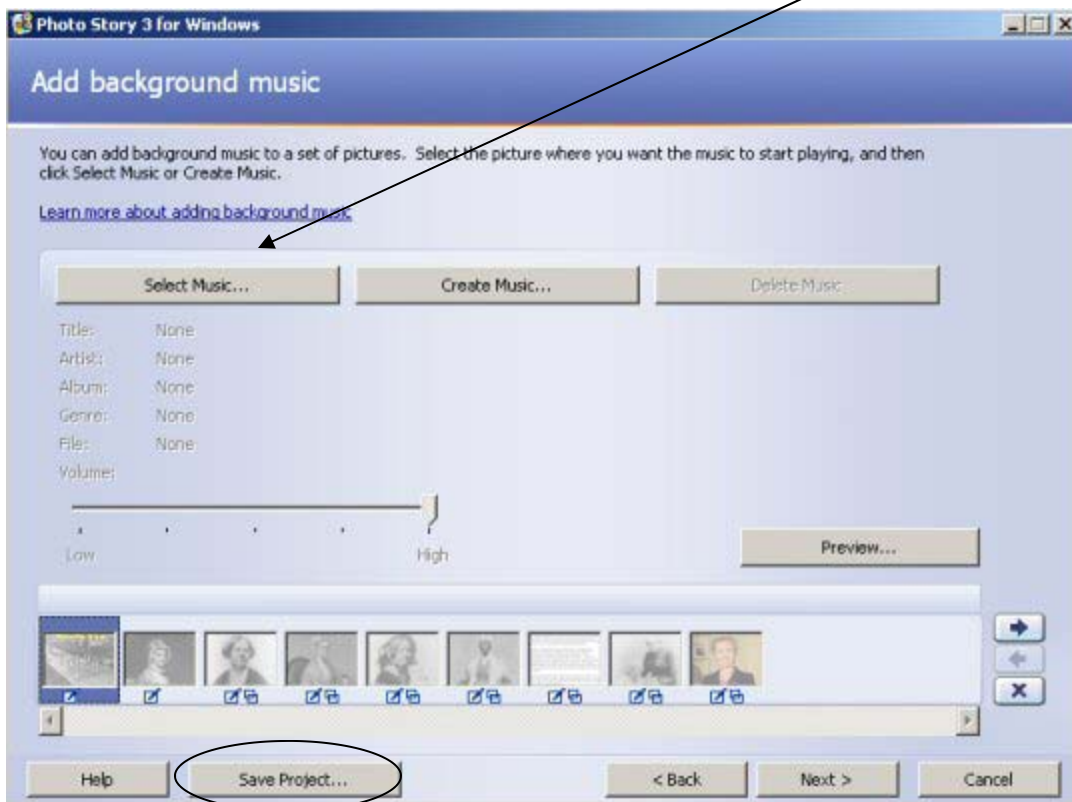 Photo Story 3 for Windows
Add background music
You can add background music to a set of pictures. Select the picture where you want the music to start playing, and then
click Select Music or Create Music.
Learn more about adding background music
Select Music... Create Music... Delete Music
Title: None
Artist: None
Album: None
Genre: None
File: None
Volume:
Low High
Preview...
Help Save Project... < Back Next > Cancel